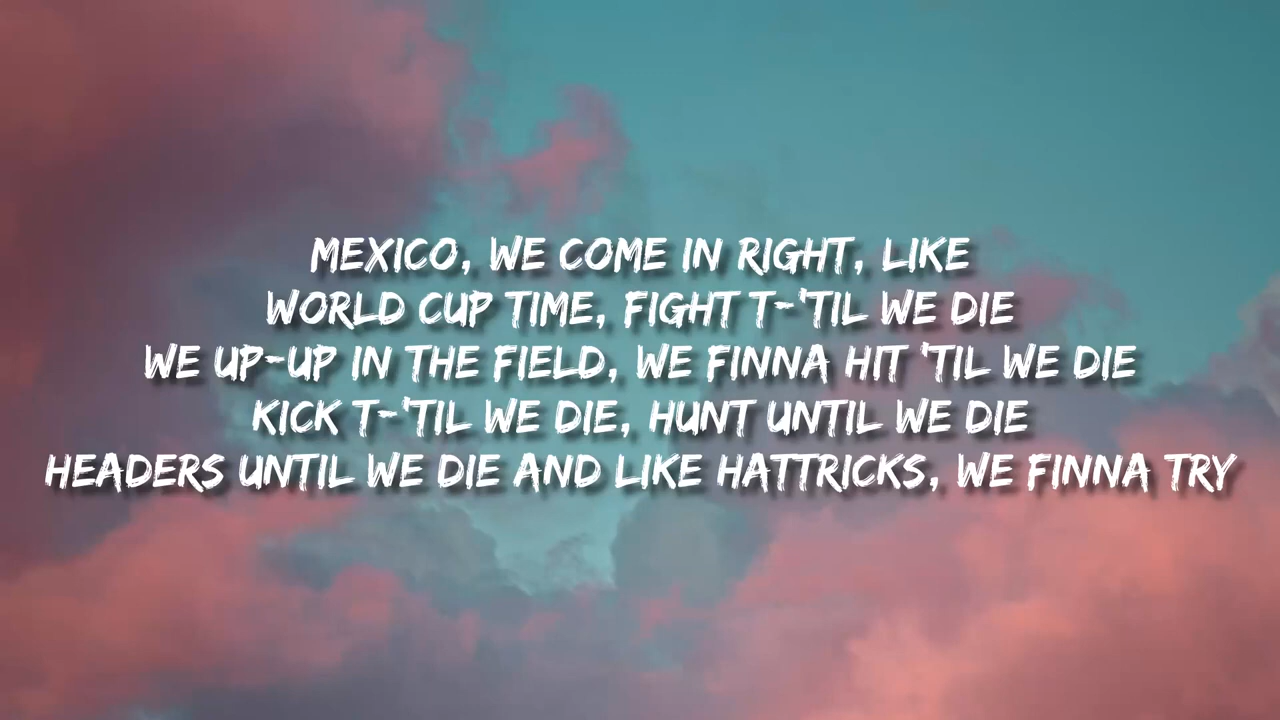 MEXICO, WE COME IN RIGHT, LIKE
WORLD CUP TIME, FIGHT T-'TIL WE DIE
WE UP-UP IN THE FIELD, WE FINNA HIT 'TIL WE DIE
KICK T-'TIL WE DIE, HUNT UNTIL WE DIE
HEADERS UNTIL WE DIE AND LIKE HATTRICKS, WE FINNA TRY